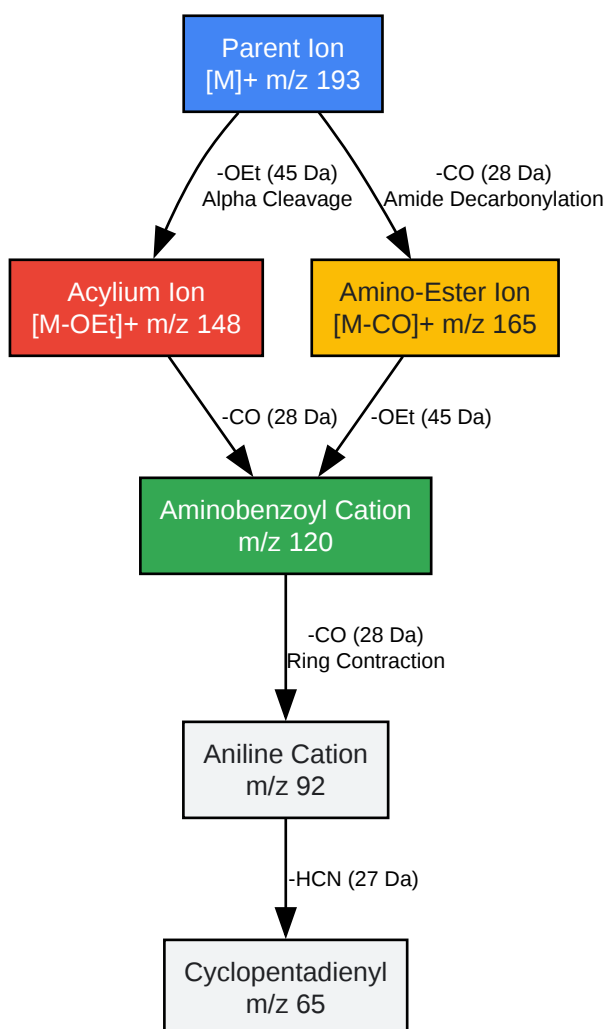 Parent Ion
[M]+ m/z 193
-OEt (45 Da)
Alpha Cleavage
-CO (28 Da)
Amide Decarbonylation
Acylium Ion
[M-OEt]+ m/z 148
Amino-Ester Ion
[M-CO]+ m/z 165
-CO (28 Da)
-OEt (45 Da)
Aminobenzoyl Cation
m/z 120
-CO (28 Da)
Ring Contraction
Aniline Cation
m/z 92
-HCN (27 Da)
Cyclopentadienyl
m/z 65